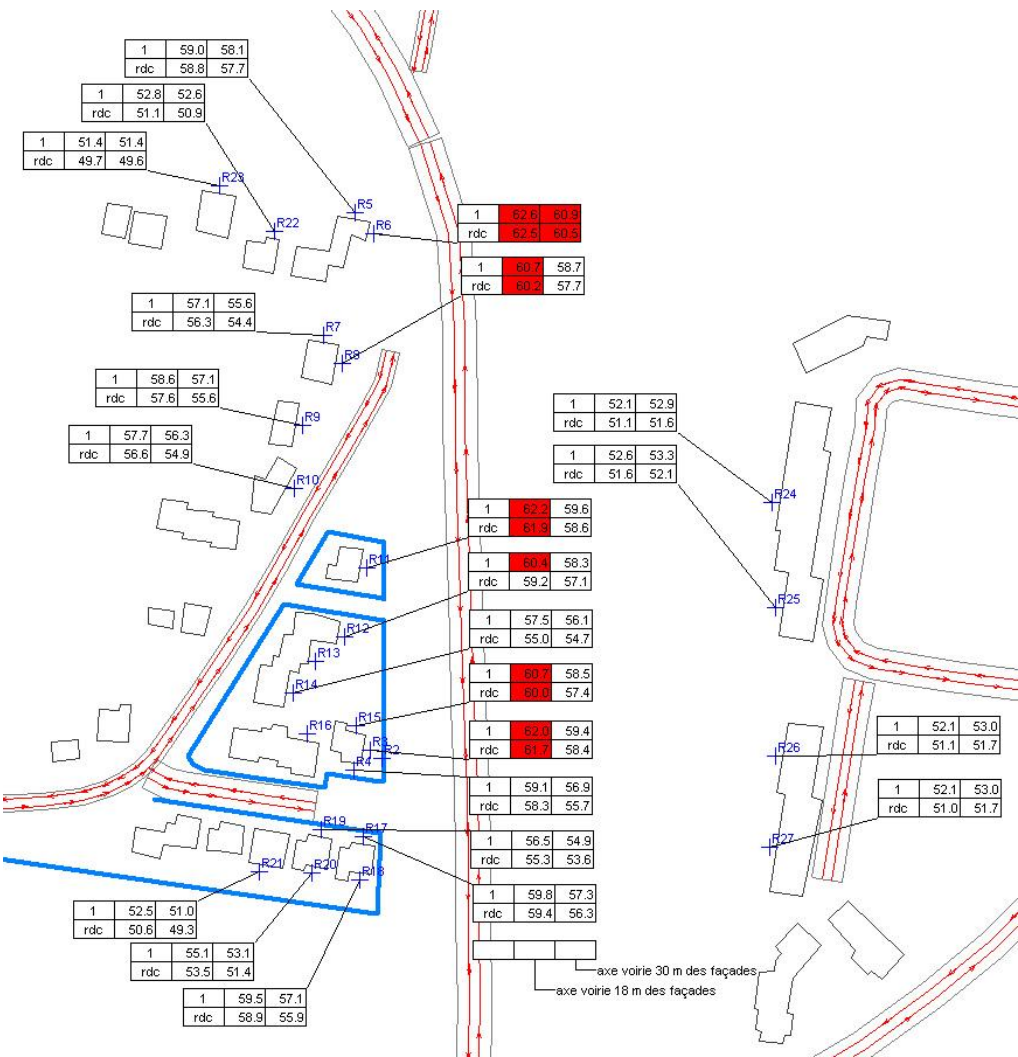 1 59.0 58.1
rdc 58.8 57.7
1 52.8 52.6
rdc 51.1 50.9
1 51.4 51.4
rdc 49.7 49.6
R23
R22
R5
R6
1 62.6 60.9
rdc 62.5 60.5
1 60.7 58.7
rdc 60.2 57.7
1 57.1 55.6
rdc 56.3 54.4
R7
R8
1 58.6 57.1
rdc 57.6 55.6
R9
1 57.7 56.3
rdc 56.6 54.9
R10
1 52.1 52.9
rdc 51.1 51.6
1 52.6 53.3
rdc 51.6 52.1
R24
R25
1 62.2 59.6
rdc 61.9 58.6
R11
1 60.4 58.3
rdc 59.2 57.1
R12
R13
R14
1 57.5 56.1
rdc 55.0 54.7
1 60.7 58.5
rdc 60.0 57.4
R15
R16
R3
R2
R4
1 62.0 59.4
rdc 61.7 58.4
1 59.1 56.9
rdc 58.3 55.7
R26
1 52.1 53.0
rdc 51.1 51.7
1 52.1 53.0
rdc 51.0 51.7
R27
R19
R17
R21
R20
R18
1 56.5 54.9
rdc 55.3 53.6
1 59.8 57.3
rdc 59.4 56.3
1 52.5 51.0
rdc 50.6 49.3
1 55.1 53.1
rdc 53.5 51.4
1 59.5 57.1
rdc 58.9 55.9
axe voirie 30 m des façades
axe voirie 18 m des façades